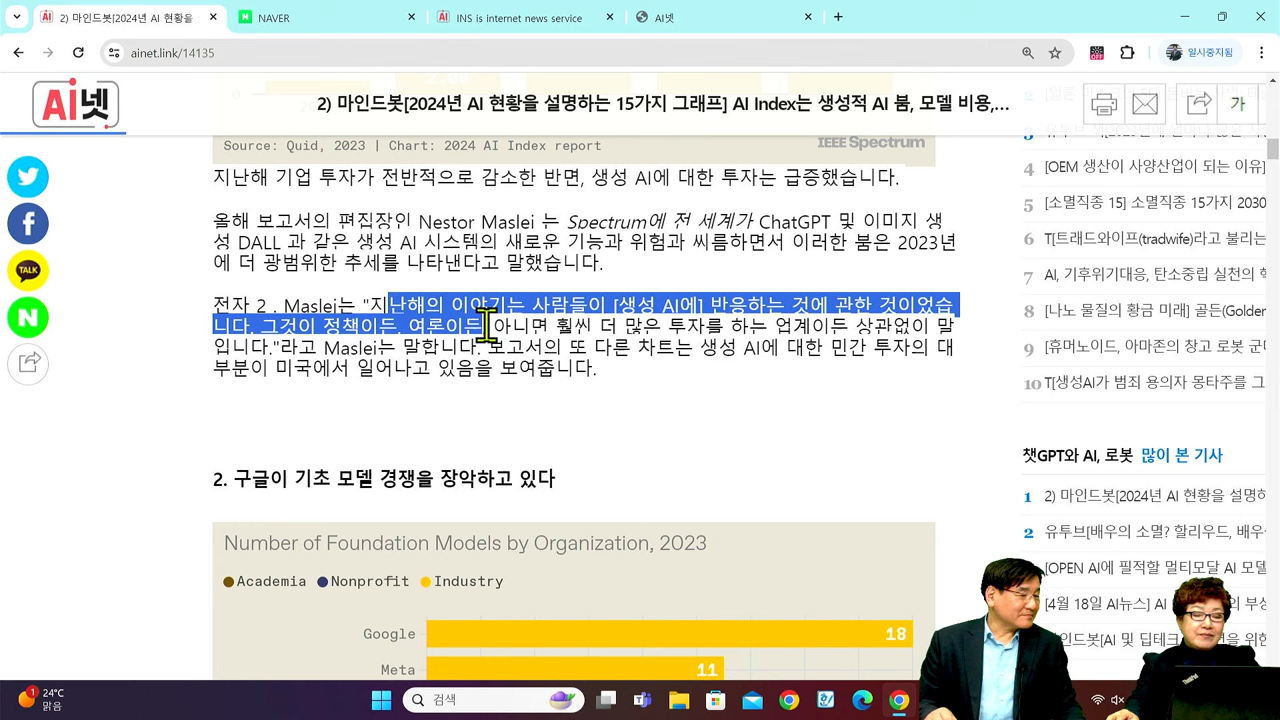 2) 마인드봇[2024년 AI 현황을
NAVER
INS is internet news service
AI넷
ainet.link/14135
OFF
일시중지됨
Ai넷
2) 마인드봇[2024년 AI 현황을 설명하는 15가지 그래프] AI Index는 생성적 AI 붐, 모델 비용,...
가
Source: Quid, 2023 | Chart: 2024 AI Index report
IEEE Spectrum
지난해 기업 투자가 전반적으로 감소한 반면, 생성 AI에 대한 투자는 급증했습니다.
올해 보고서의 편집장인 Nestor Maslei 는 Spectrum에 전 세계가 ChatGPT 및 이미지 생
성 DALL 과 같은 생성 AI 시스템의 새로운 기능과 위험과 씨름하면서 이러한 붐은 2023년
에 더 광범위한 추세를 나타낸다고 말했습니다.
전자 2 . Maslei는 "지난해의 이야기는 사람들이 [생성 AI에] 반응하는 것에 관한 것이었습
니다. 그것이 정책이든, 여론이든 아니면 훨씬 더 많은 투자를 하는 업계이든 상관없이 말
입니다."라고 Maslei는 말합니다. 보고서의 또 다른 차트는 생성 AI에 대한 민간 투자의 대
부분이 미국에서 일어나고 있음을 보여줍니다.
2. 구글이 기초 모델 경쟁을 장악하고 있다
Number of Foundation Models by Organization, 2023
Academia Nonprofit Industry
Google 18
Meta 11
TALK
N
2
3
4 [OEM 생산이 사양산업이 되는 이유]
5 [소멸직종 15] 소멸직종 15가지 2030
6 T[트래드와이프(tradwife)라고 불리는
7 AI, 기후위기대응, 탄소중립 실천의 핵
8 [나노 물질의 황금 미래] 골든(Golden
9 [휴머노이드, 아마존의 창고 로봇 군
10 T[생성AI가 범죄 용의자 몽타주를 그
챗GPT와 AI, 로봇 많이 본 기사
1 2) 마인드봇[2024년 AI 현황을 설명하
2 유투브[배우의 소멸? 할리우드, 배우
[OPEN AI에 필적할 멀티모달 AI 모델
[4월 18일 AI뉴스] AI 의 부상
인드봇[AI 및 딥테크 을 위한
ThinkPad
1
24°C
맑음
검색